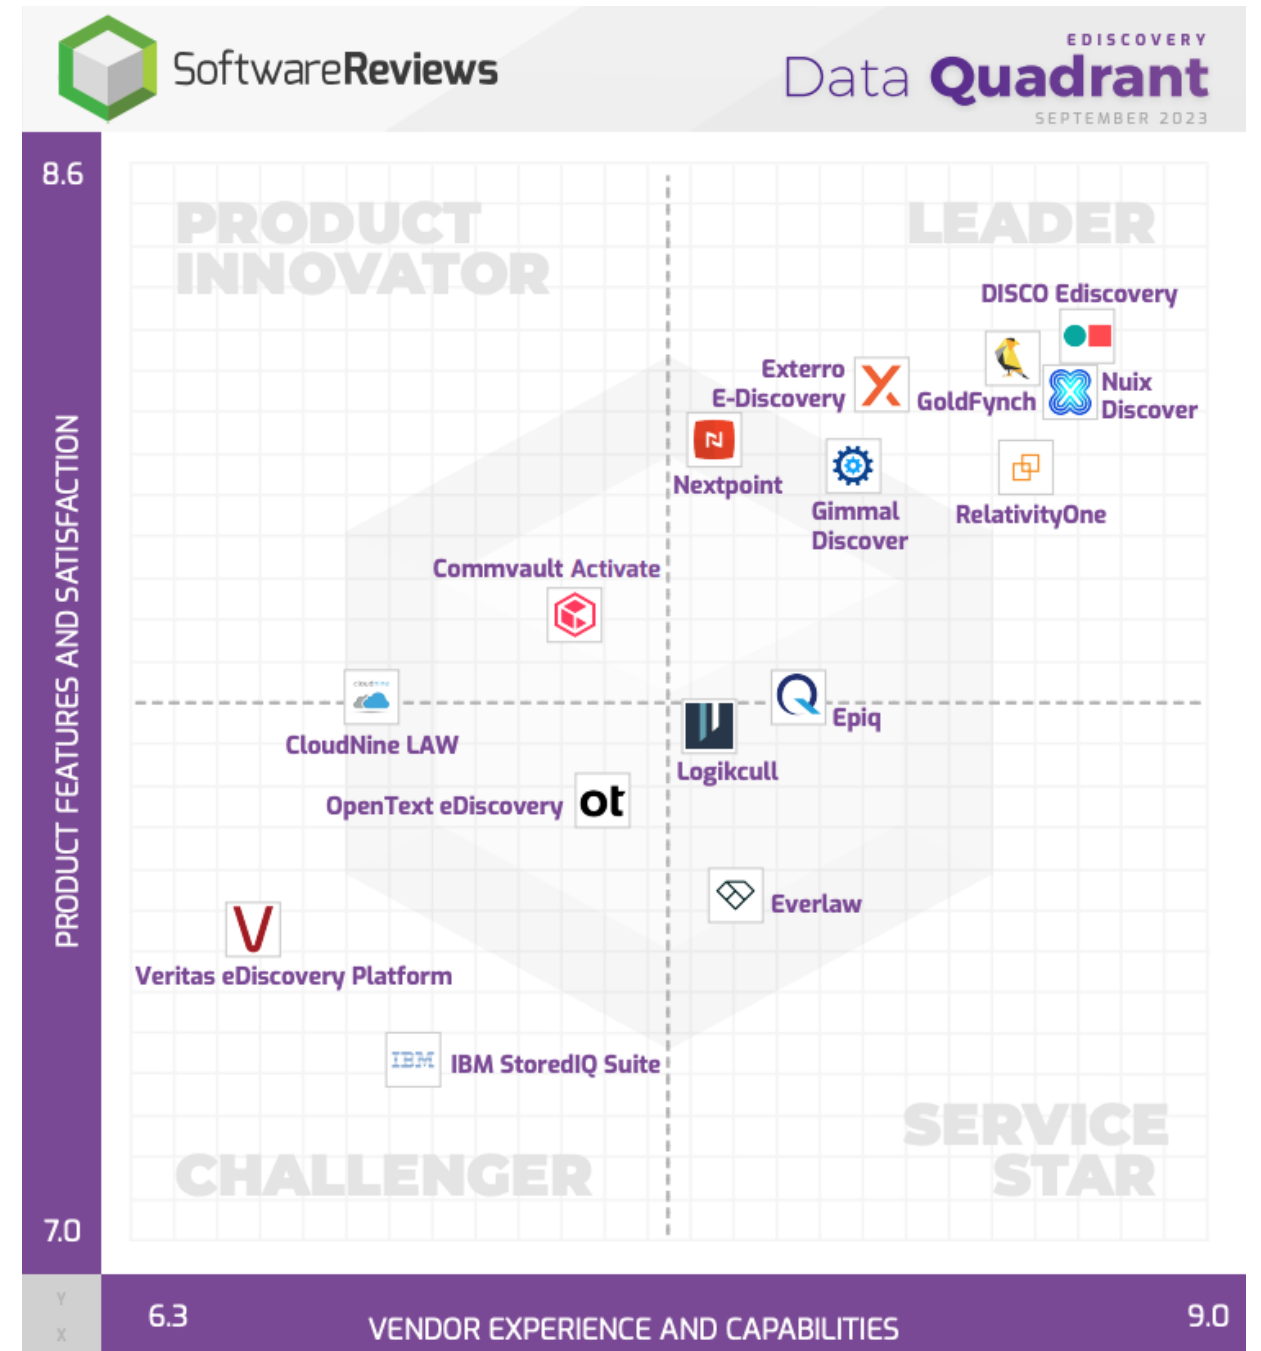 SoftwareReviews
EDISCOVERY
Data Quadrant
SEPTEMBER 2023
8.6
PRODUCT FEATURES AND SATISFACTION
7.0
PRODUCT
INNOVATOR
LEADER
DISCO Ediscovery
Exterro
E-Discovery
GoldFynch
Nuix
Discover
Nextpoint
Gimmal
Discover
RelativityOne
Commvault Activate
cloudnine
CloudNine LAW
Epiq
Logikcull
OpenText eDiscovery
ot
Everlaw
V
Veritas eDiscovery Platform
IBM
IBM StoredIQ Suite
CHALLENGER
SERVICE
STAR
Y
X
6.3
VENDOR EXPERIENCE AND CAPABILITIES
9.0